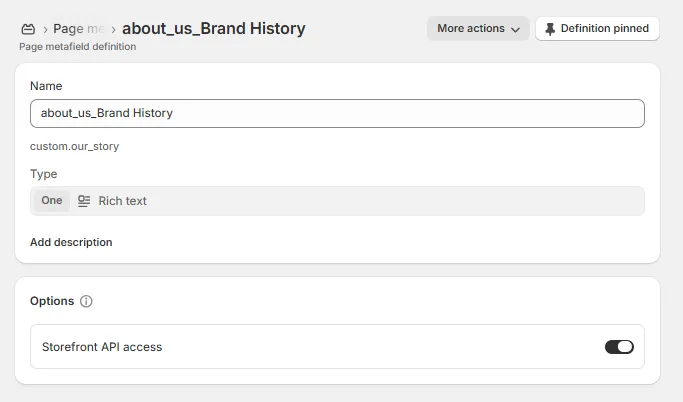 Page me
about_us_Brand History
More actions
Definition pinned
Page metafield definition
Name
about_us_Brand History
custom.our_story
Type
One Rich text
Add description
Options
Storefront API access